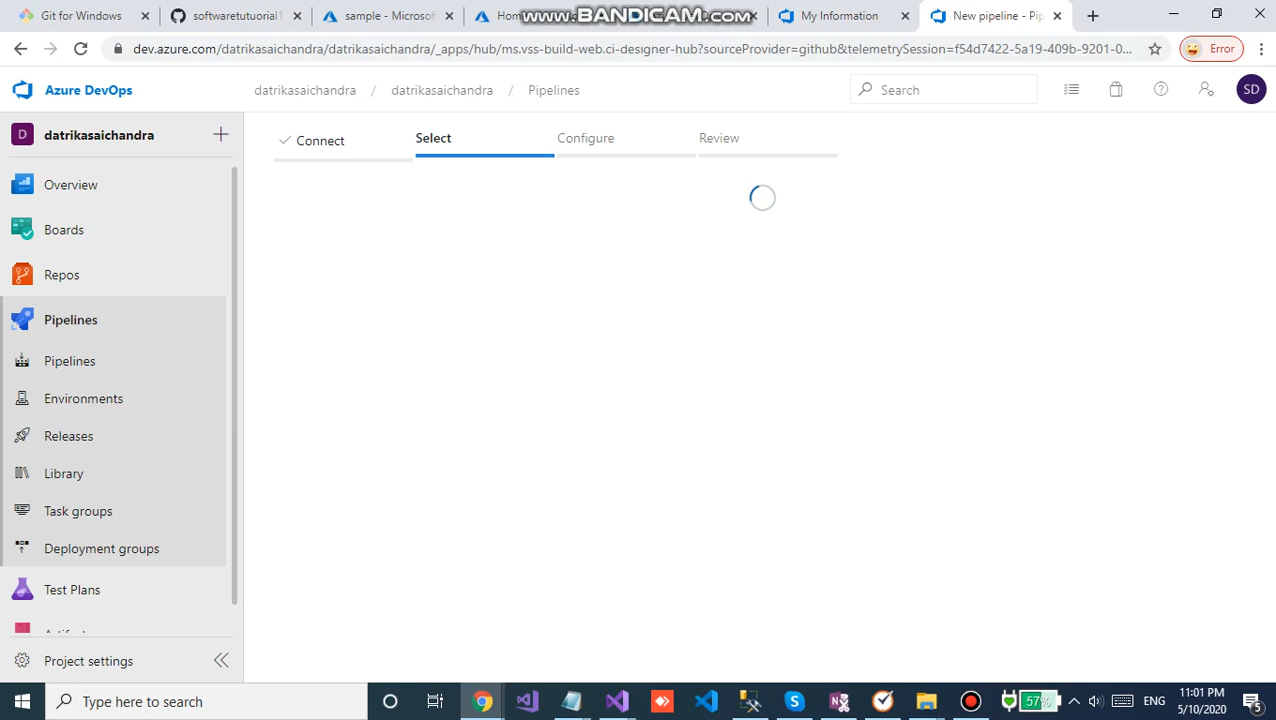 Git for Windows
softwaretutuorial1
sample - Microsof
Hom
WWW.BANDICAM.COM
My Information
New pipeline - Pip
dev.azure.com/datrikasaichandra/datrikasaichandra/_apps/hub/ms.vss-build-web.ci-designer-hub?sourceProvider=github&telemetrySession=f54d7422-5a19-409b-9201-0...
Error
Azure DevOps
datrikasaichandra / datrikasaichandra / Pipelines
Search
SD
D datrikasaichandra
Connect
Select
Configure
Review
Overview
Boards
Repos
Pipelines
Pipelines
Environments
Releases
Library
Task groups
Deployment groups
Test Plans
Project settings
Type here to search
57%
ENG
11:01 PM
5/10/2020
5